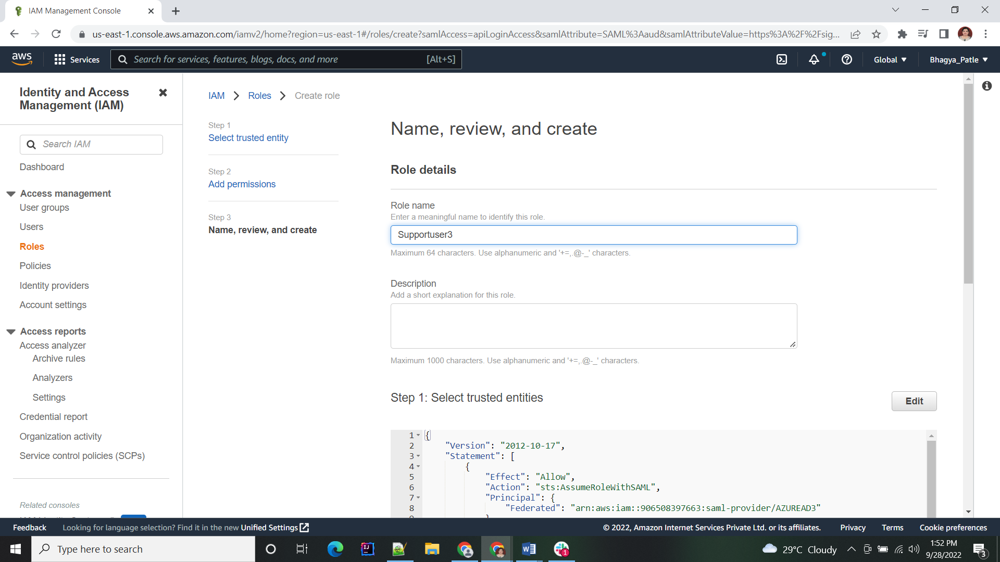 IAM Management Console
us-east-1.console.aws.amazon.com/iamv2/home?region=us-east-1#/roles/create?samlAccess=apiLoginAccess&samlAttribute=SAML%3Aaud&samlAttributeValue=https%3A%2F%2Fsig...
aws
Services
Search for services, features, blogs, docs, and more
[Alt+S]
Global
Bhagya_Patle
Identity and Access
Management (IAM)
Search IAM
Dashboard
Access management
User groups
Users
Roles
Policies
Identity providers
Account settings
Access reports
Access analyzer
Archive rules
Analyzers
Settings
Credential report
Organization activity
Service control policies (SCPs)
Related consoles
IAM Roles Create role
Step 1
Select trusted entity
Step 2
Add permissions
Step 3
Name, review, and create
Name, review, and create
Role details
Role name
Enter a meaningful name to identify this role.
Supportuser3
Maximum 64 characters. Use alphanumeric and '+=,.@-_' characters.
Description
Add a short explanation for this role.
Maximum 1000 characters. Use alphanumeric and '+=,.@-_' characters.
Step 1: Select trusted entities
Edit
1 {
2 "Version": "2012-10-17",
3 "Statement": [
4 {
5 "Effect": "Allow",
6 "Action": "sts:AssumeRoleWithSAML",
7 "Principal": {
8 "Federated": "arn:aws:iam::906508397663:saml-provider/AZUREAD3"
Feedback
Looking for language selection? Find it in the new Unified Settings
© 2022, Amazon Internet Services Private Ltd. or its affiliates.
Privacy
Terms
Cookie preferences
Type here to search
IJ
1
29°C Cloudy
1:52 PM
9/28/2022
3